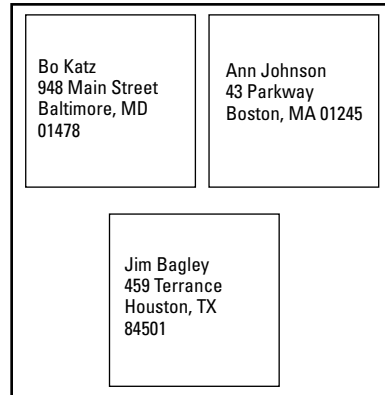 Bo Katz
948 Main Street
Baltimore, MD
01478
Ann Johnson
43 Parkway
Boston, MA 01245
Jim Bagley
459 Terrance
Houston, TX
84501